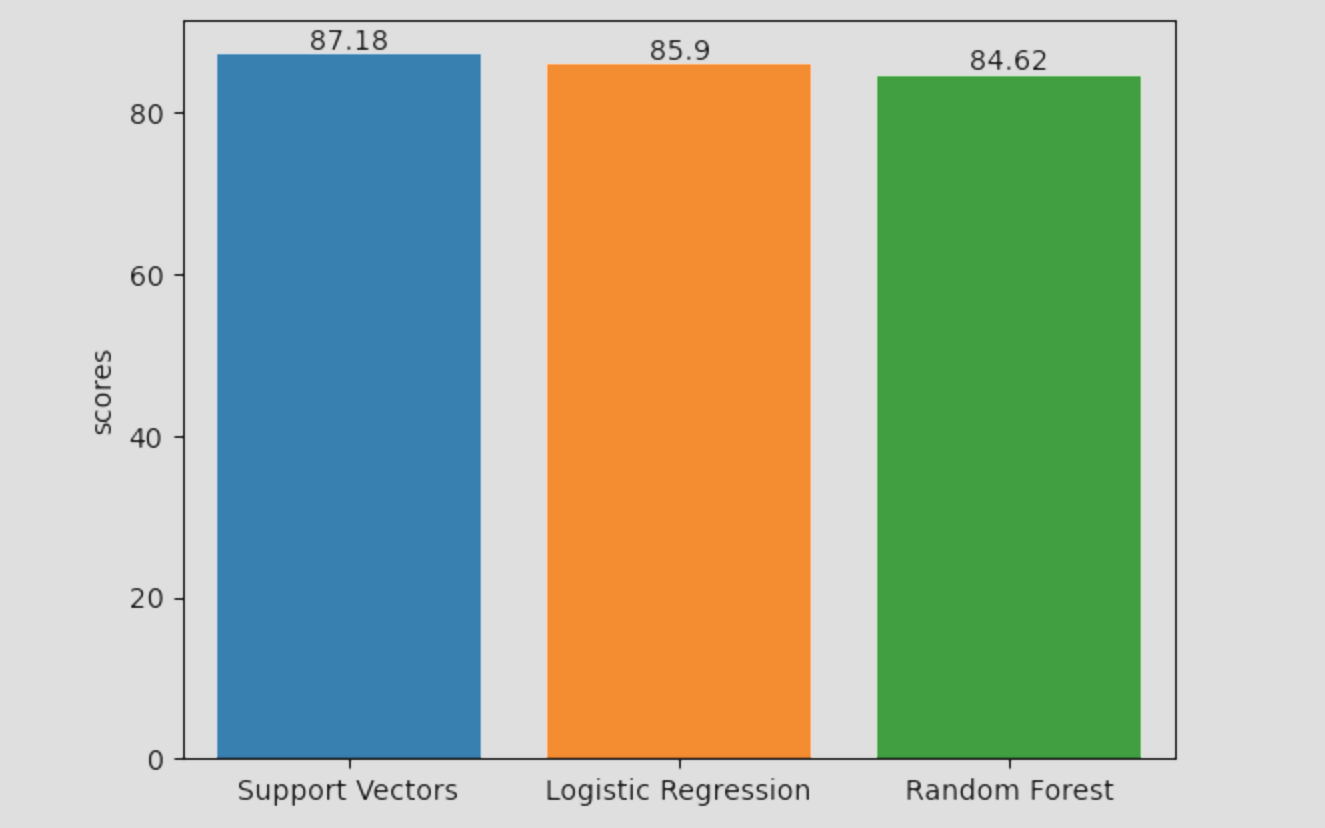 87.18
85.9
84.62
80
60
40
20
0
scores
Support Vectors
Logistic Regression
Random Forest